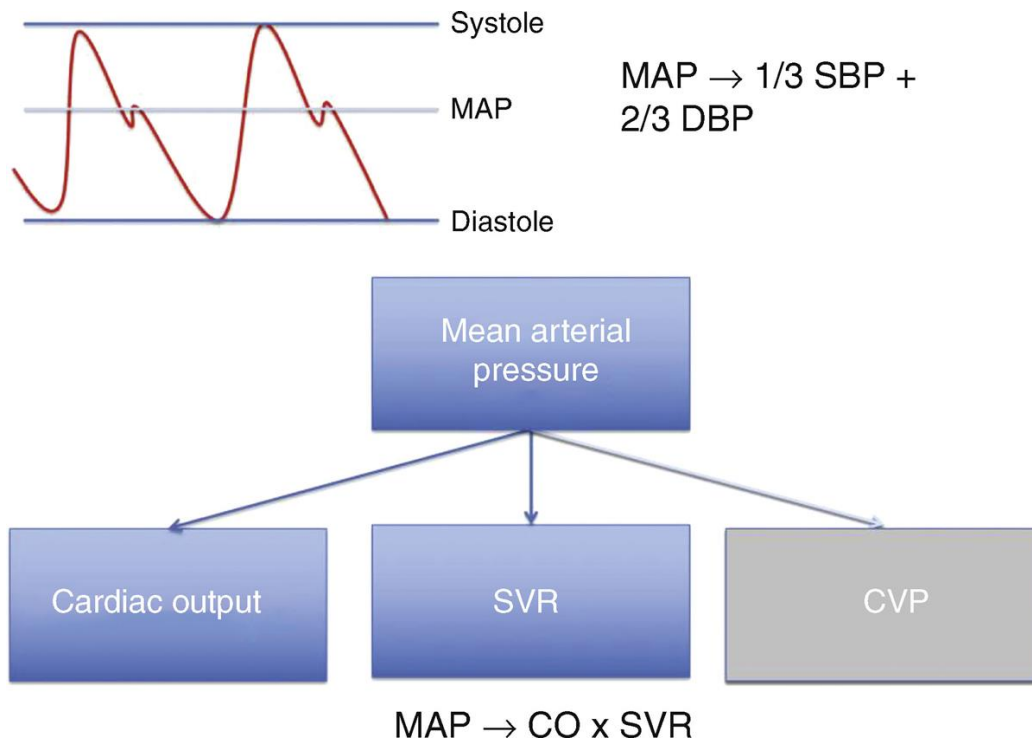 Systole
MAP
Diastole
MAP → 1/3 SBP +
2/3 DBP
Mean arterial
pressure
Cardiac output
SVR
CVP
MAP → CO x SVR